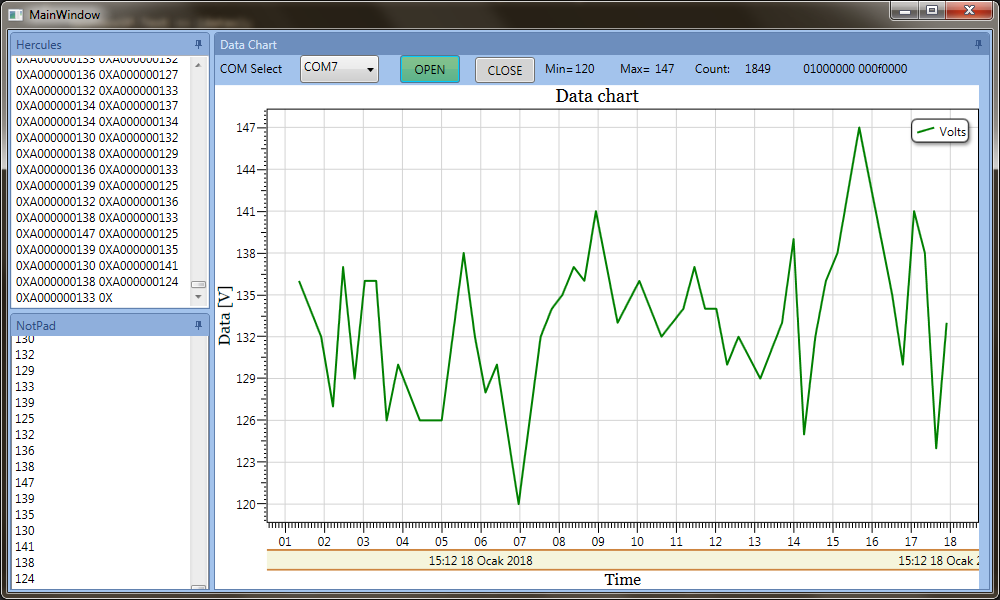 MainWindow
Hercules
0XA000000133 0XA000000132
0XA000000136 0XA000000127
0XA000000132 0XA000000133
0XA000000134 0XA000000137
0XA000000134 0XA000000134
0XA000000130 0XA000000132
0XA000000138 0XA000000129
0XA000000136 0XA000000133
0XA000000139 0XA000000125
0XA000000132 0XA000000136
0XA000000138 0XA000000133
0XA000000147 0XA000000125
0XA000000139 0XA000000135
0XA000000130 0XA000000141
0XA000000138 0XA000000124
0XA000000133 0X
NotPad
130
132
129
133
139
125
132
136
138
147
139
135
130
141
138
124
Data Chart
COM Select COM7 OPEN CLOSE Min= 120 Max= 147 Count: 1849 01000000 000f0000
Data chart
Volts
147
144
141
138
135
132
129
126
123
120
Data [V]
01 02 03 04 05 06 07 08 09 10 11 12 13 14 15 16 17 18
15:12 18 Ocak 2018 15:12 18 Ocak 2
Time